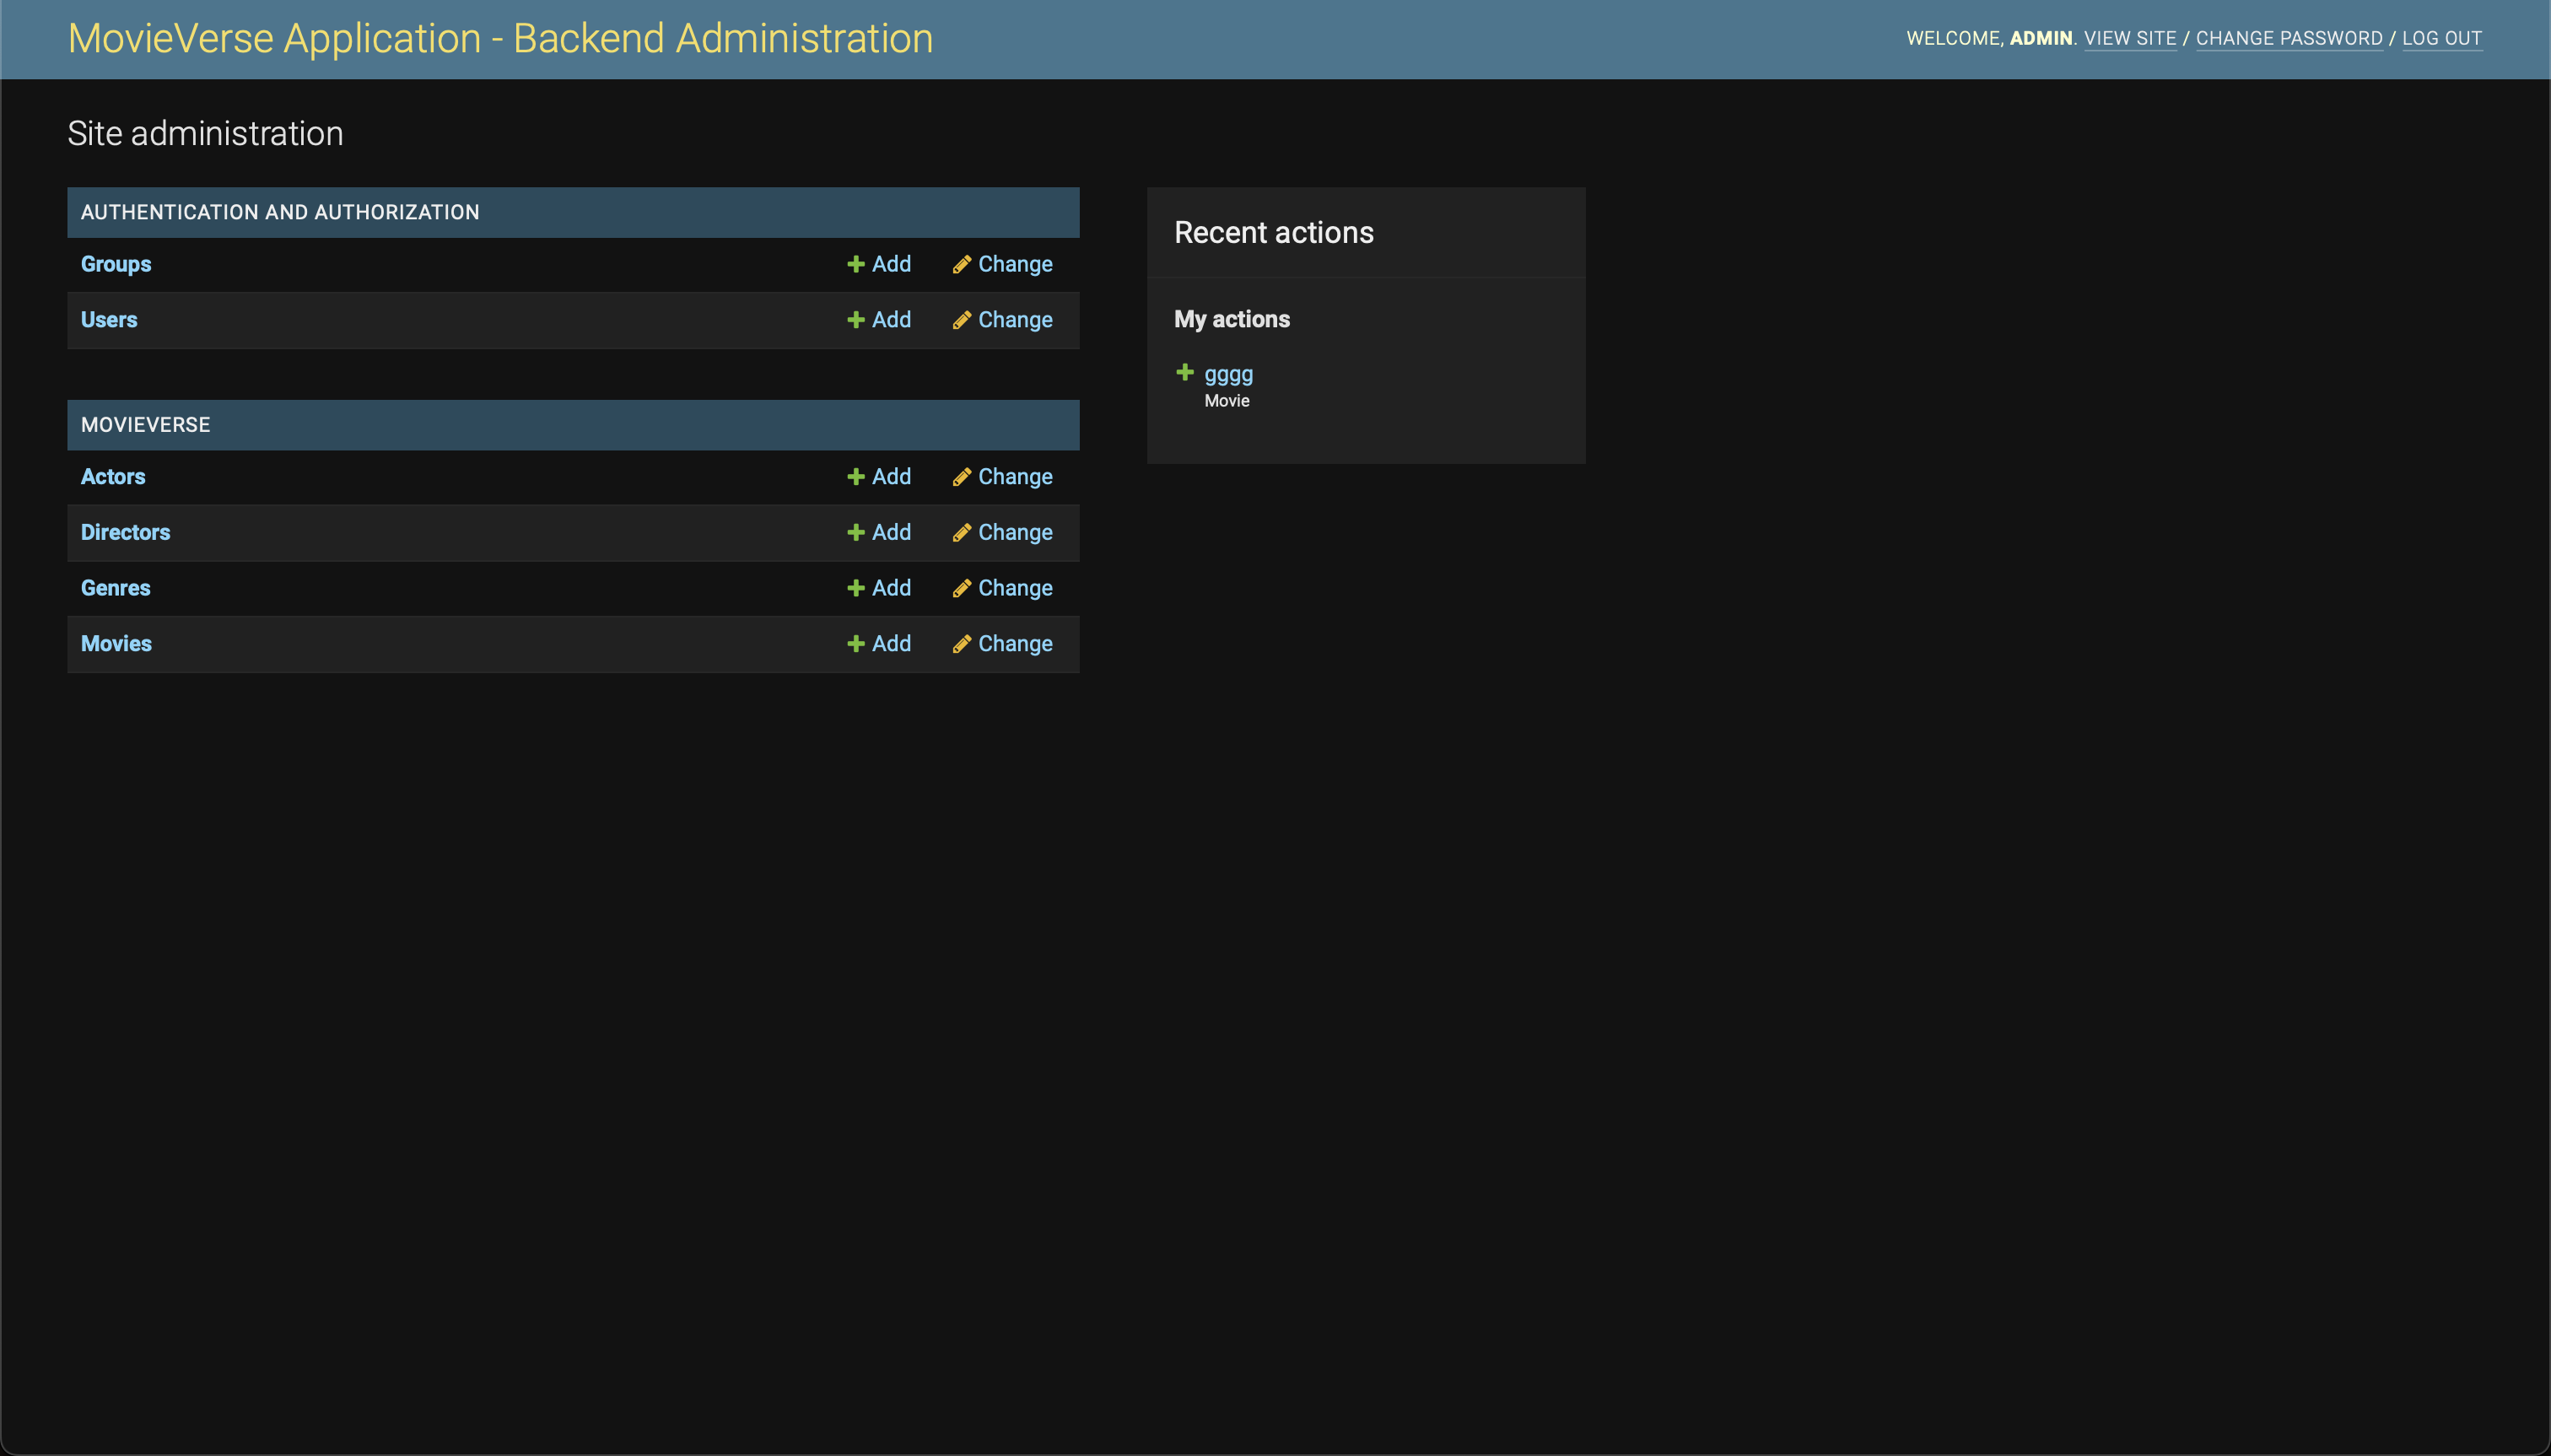 MovieVerse Application - Backend Administration
WELCOME, ADMIN. VIEW SITE / CHANGE PASSWORD / LOG OUT
Site administration
AUTHENTICATION AND AUTHORIZATION
Groups Add Change
Users Add Change
MOVIEVERSE
Actors Add Change
Directors Add Change
Genres Add Change
Movies Add Change
Recent actions
My actions
gggg
Movie